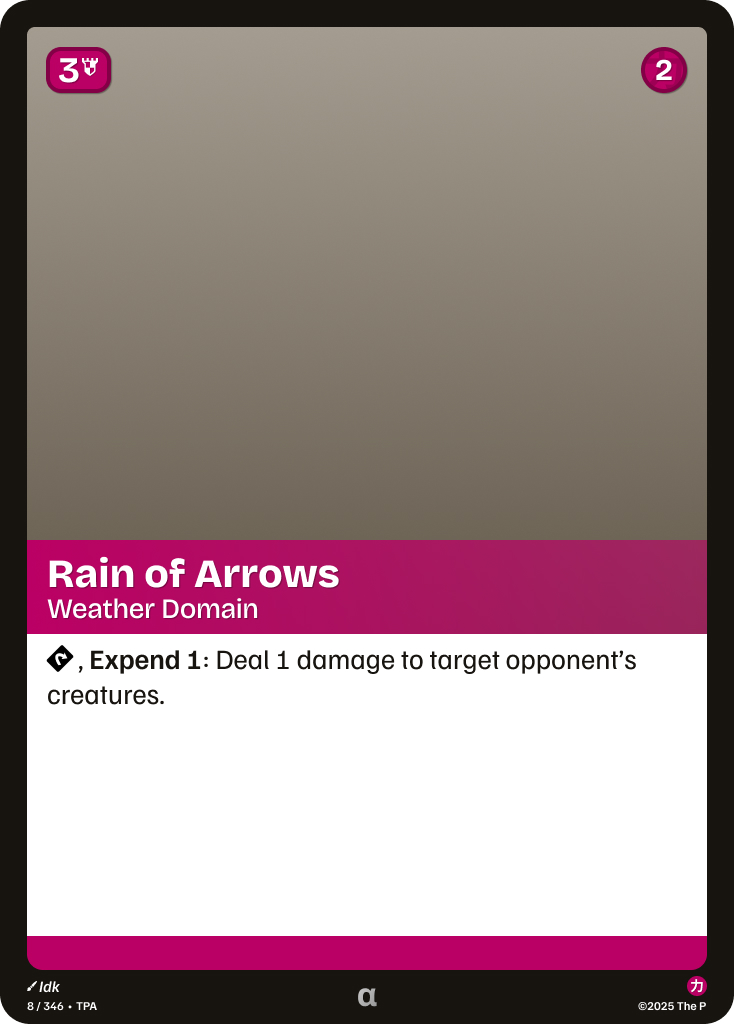 3
2
Rain of Arrows
Weather Domain
, Expend 1: Deal 1 damage to target opponent’s
creatures.
Idk
8 / 346 • TPA
α
力
©2025 The P